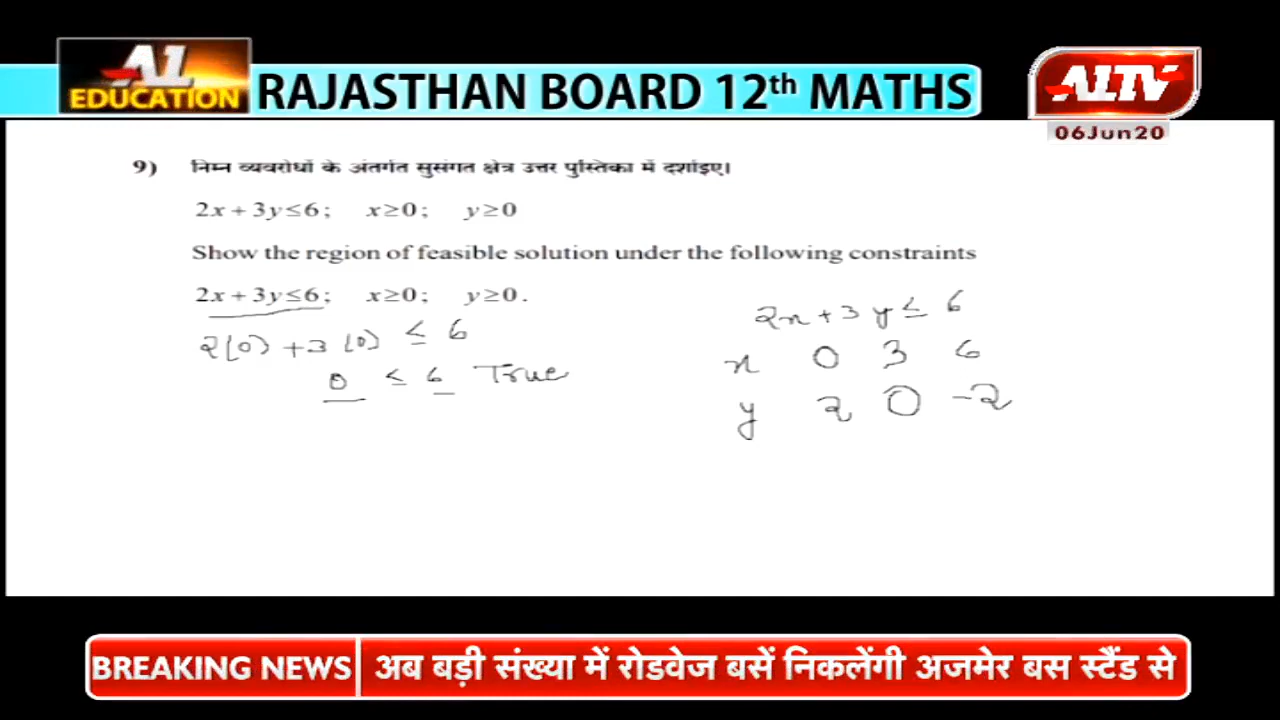 A1
EDUCATION
RAJASTHAN BOARD 12th MATHS
A1TV
06Jun20
9) निम्न व्यवरोधों के अंतर्गत सुसंगत क्षेत्र उत्तर पुस्तिका में दर्शाइए।
2x + 3y ≤ 6 ; x ≥ 0 ; y ≥ 0
Show the region of feasible solution under the following constraints
2x + 3y ≤ 6 ; x ≥ 0 ; y ≥ 0 .
2(0) + 3(0) ≤ 6
0 ≤ 6 True
2x + 3y ≤ 6
x 0 3 6
y 2 0 -2
BREAKING NEWS अब बड़ी संख्या में रोडवेज बसें निकलेंगी अजमेर बस स्टैंड से